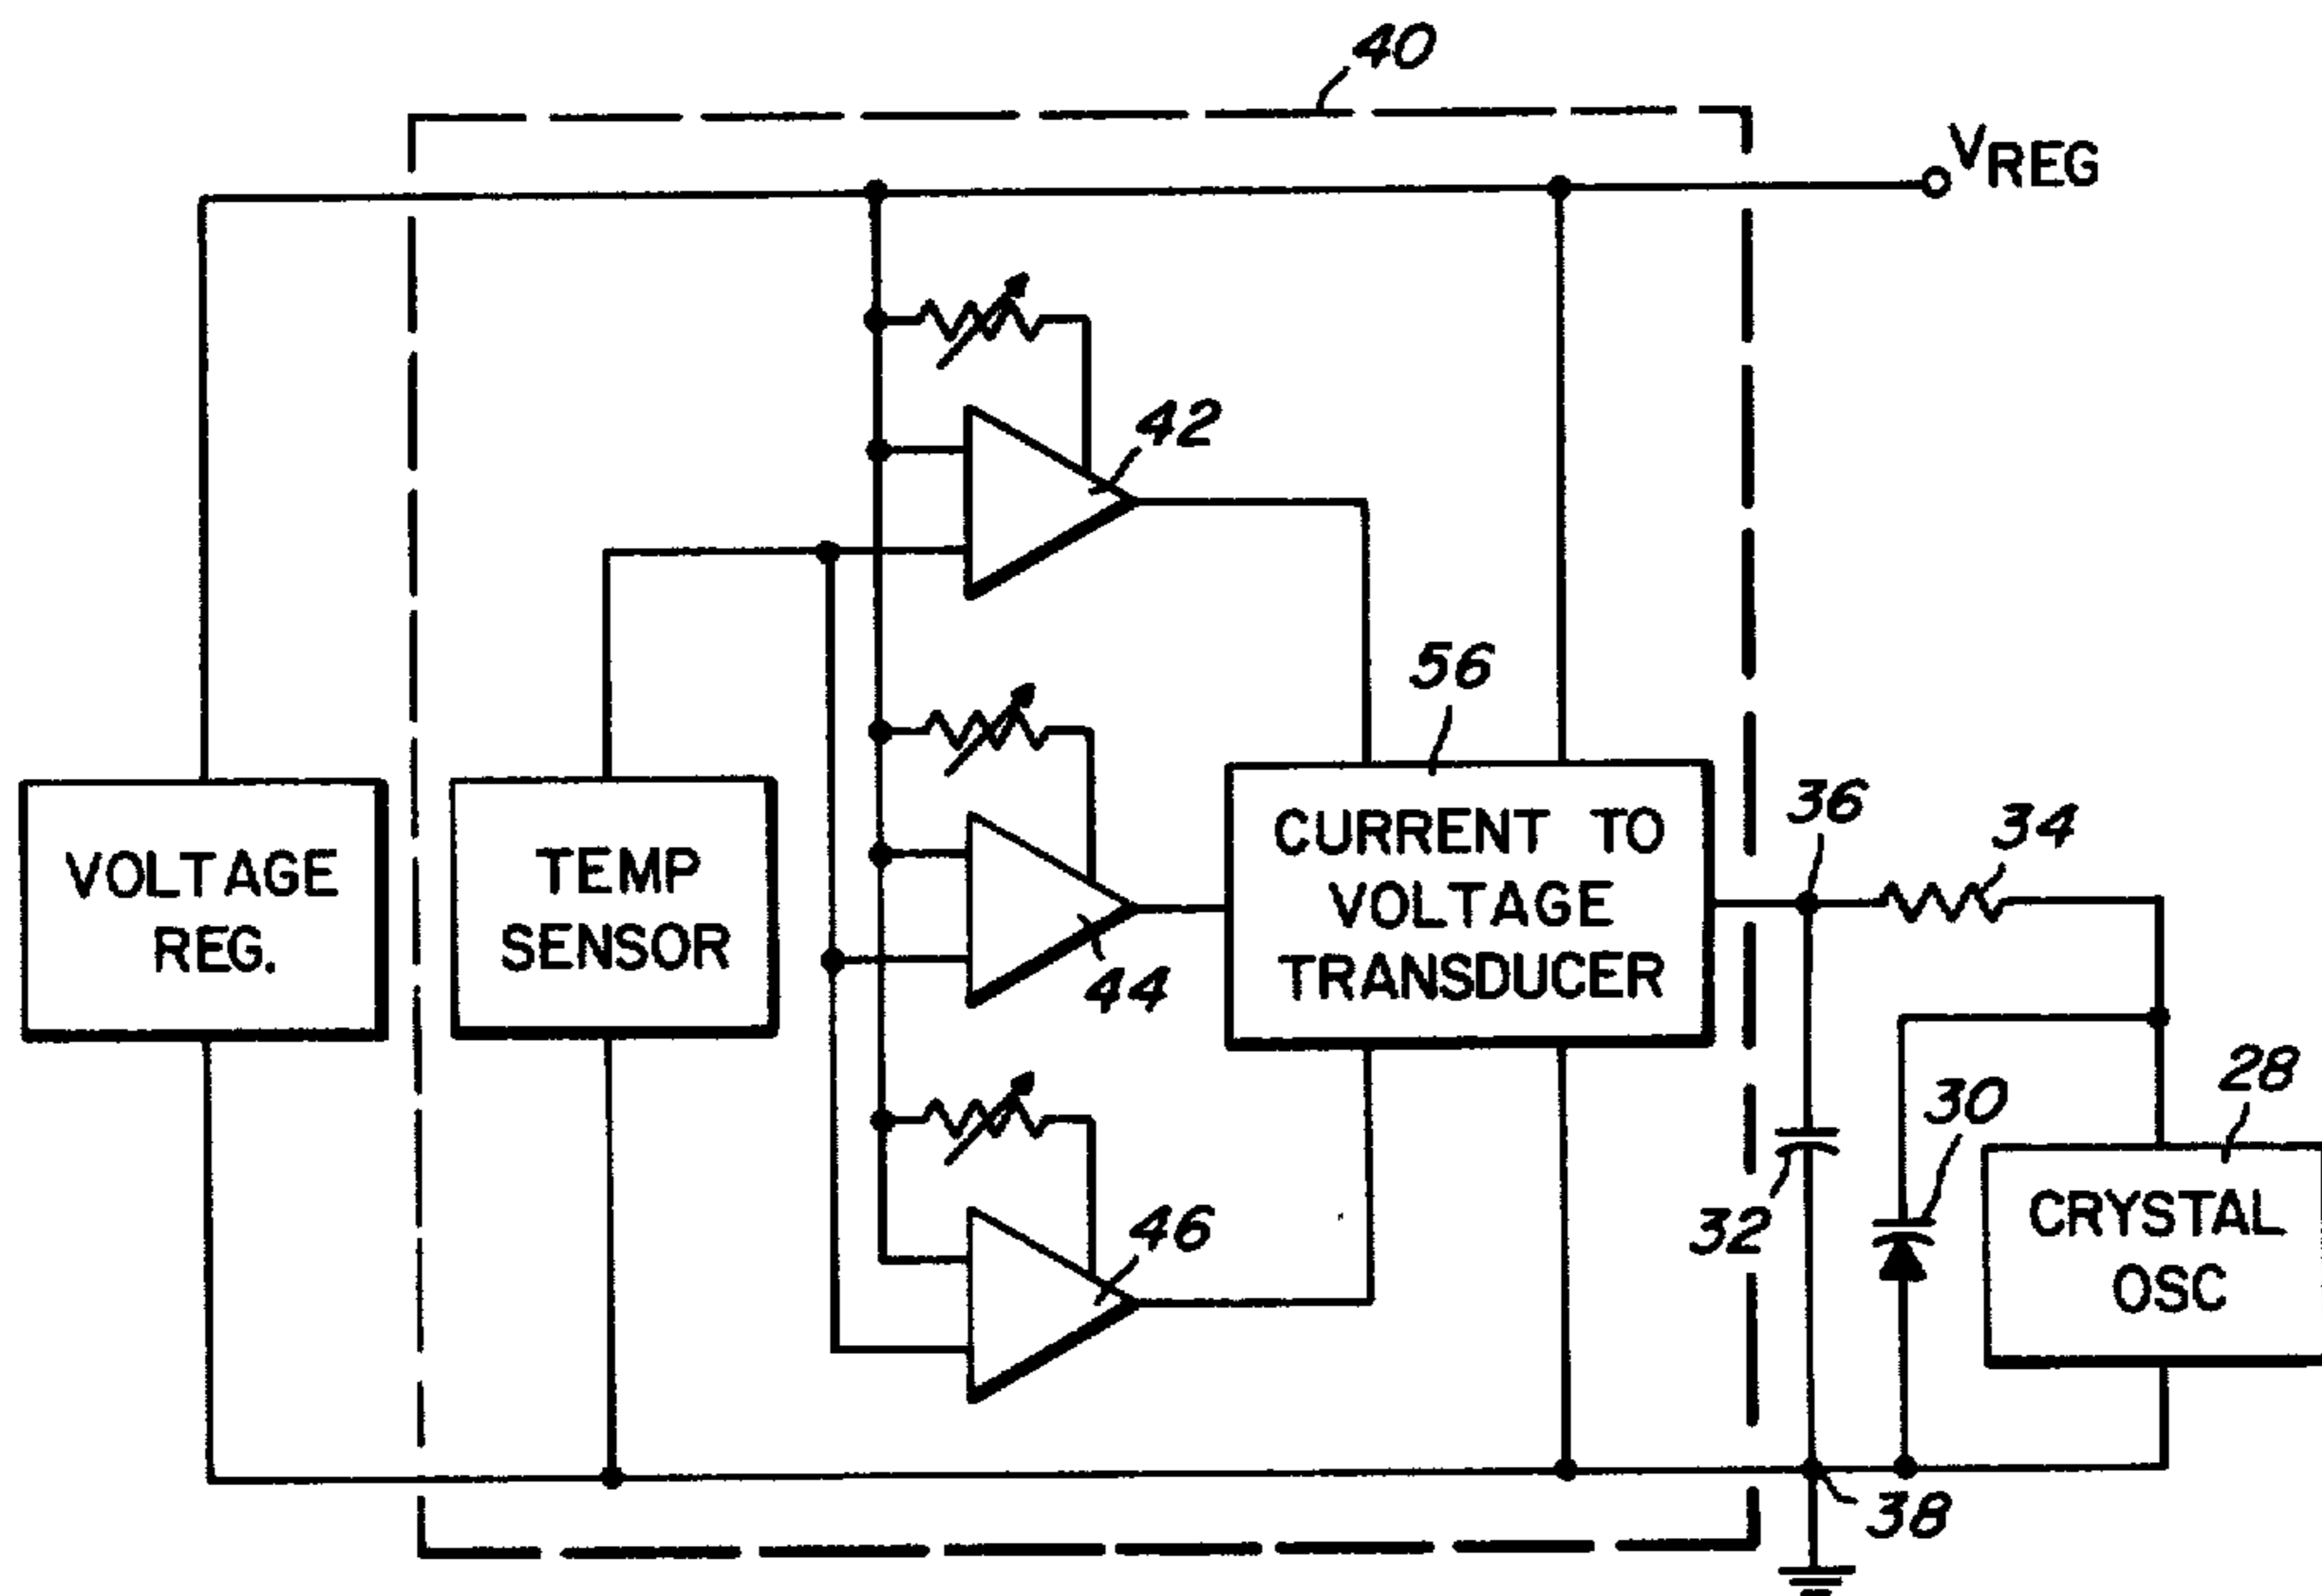 40
VREG
42
56
36
34
VOLTAGE
REG.
TEMP
SENSOR
CURRENT TO
VOLTAGE
TRANSDUCER
44
30
28
32
46
CRYSTAL
OSC
38